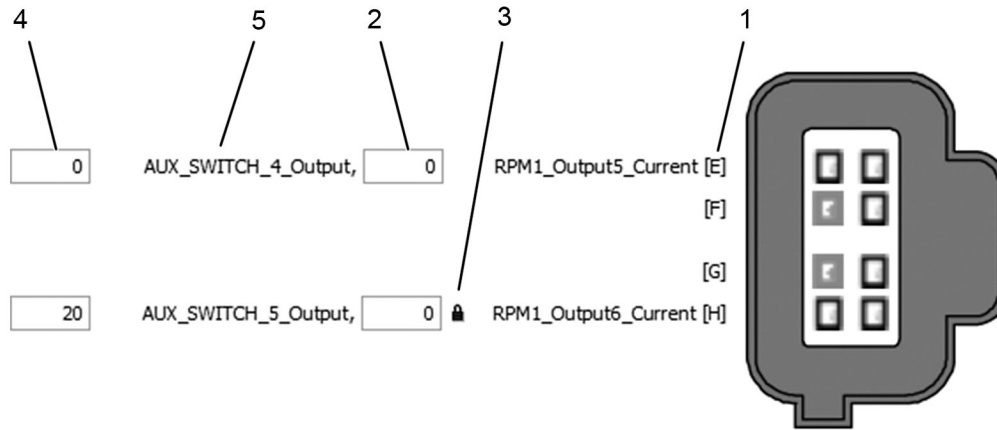 4 5 2 3 1
0 AUX_SWITCH_4_Output, 0 RPM1_Output5_Current [E]
[F]
[G]
20 AUX_SWITCH_5_Output, 0 RPM1_Output6_Current [H]